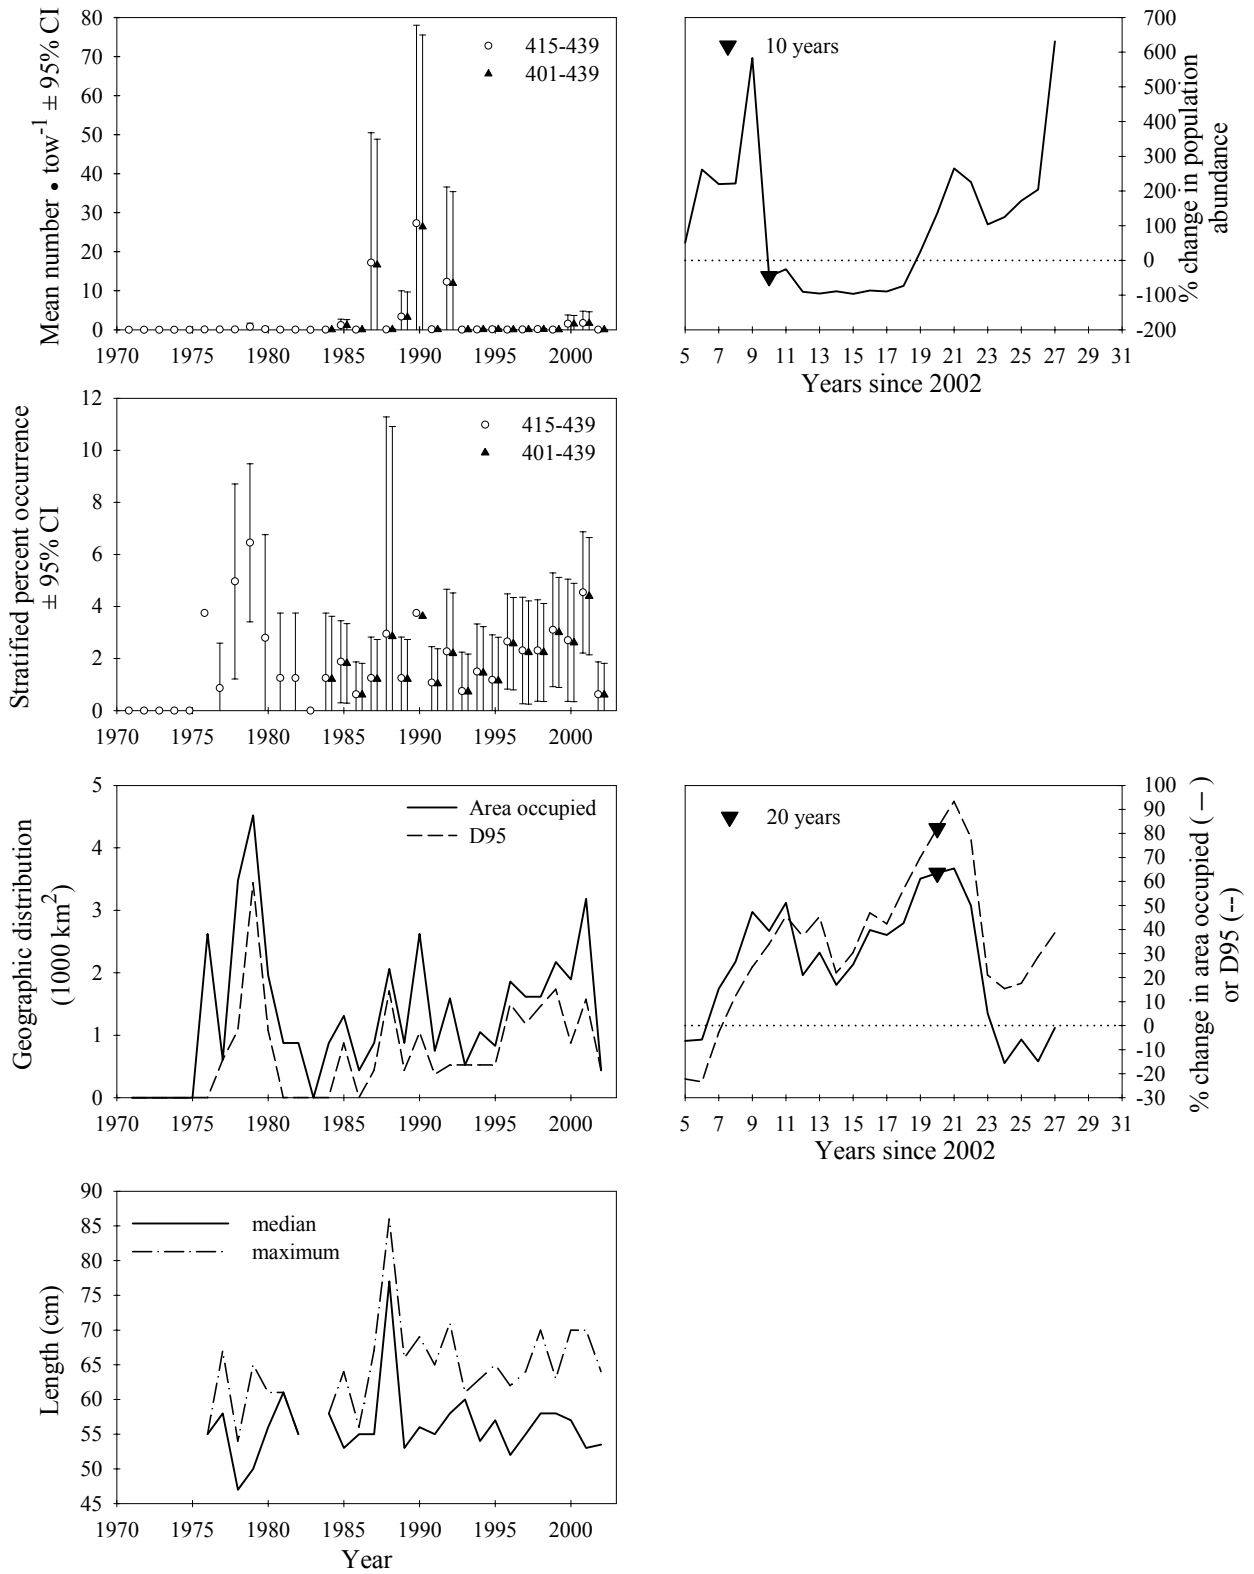 Mean number • tow-1 ± 95% CI
80
70
60
50
40
30
20
10
0
415-439
401-439
1970 1975 1980 1985 1990 1995 2000
10 years
700
600
500
400
300
200
100
0
-100
-200
% change in population
abundance
5 7 9 11 13 15 17 19 21 23 25 27 29 31
Years since 2002
Stratified percent occurrence
± 95% CI
12
10
8
6
4
2
0
415-439
401-439
1970 1975 1980 1985 1990 1995 2000
Geographic distribution
(1000 km2)
5
4
3
2
1
0
Area occupied
D95
1970 1975 1980 1985 1990 1995 2000
20 years
100
90
80
70
60
50
40
30
20
10
0
-10
-20
-30
% change in area occupied ( — )
or D95 (--)
5 7 9 11 13 15 17 19 21 23 25 27 29 31
Years since 2002
Length (cm)
90
85
80
75
70
65
60
55
50
45
median
maximum
1970 1975 1980 1985 1990 1995 2000
Year